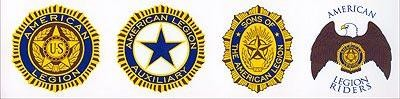 AMERICAN
U S
LEGION
AMERICAN LEGION
AUXILIARY
SONS OF
THE AMERICAN LEGION
AMERICAN
LEGION
RIDERS